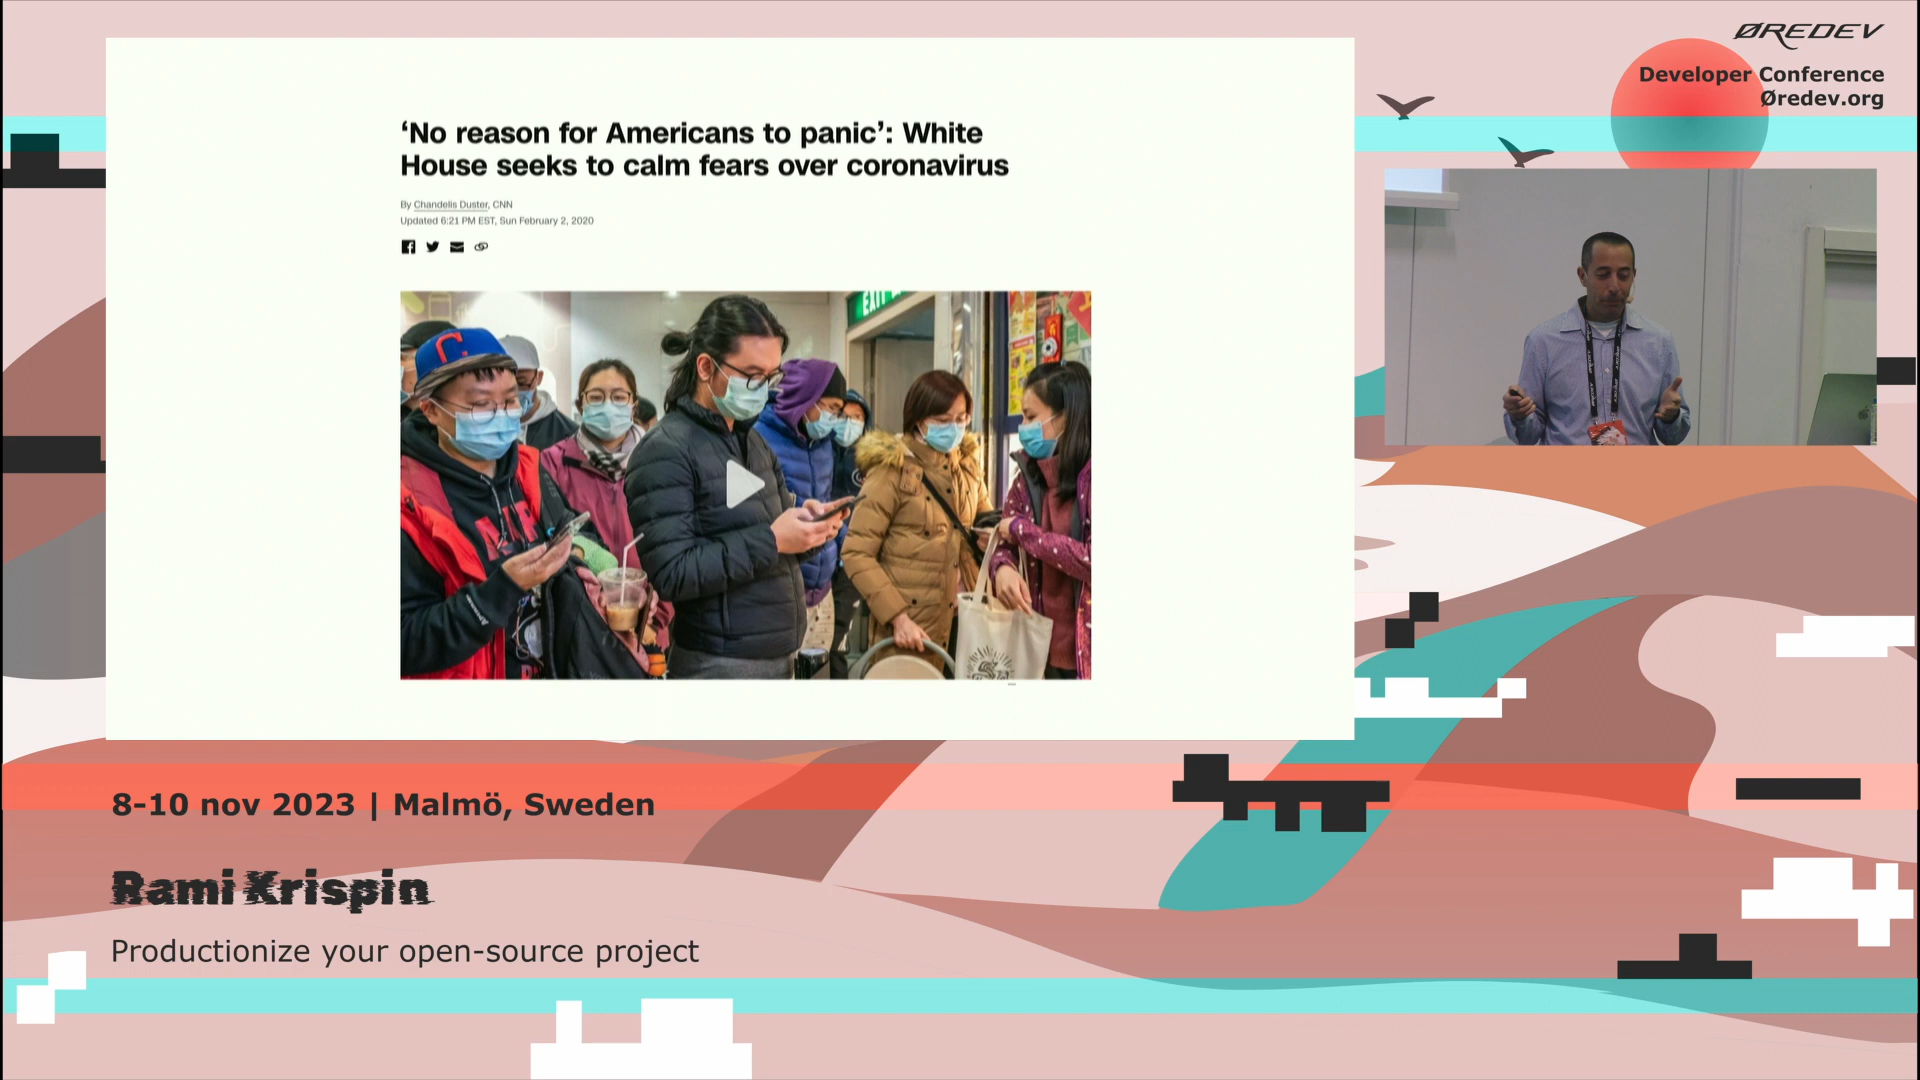 ØREDEV
Developer Conference
Øredev.org
‘No reason for Americans to panic’: White
House seeks to calm fears over coronavirus
By Chandelis Duster, CNN
Updated 6:21 PM EST, Sun February 2, 2020
EXIT
8-10 nov 2023 | Malmö, Sweden
Rami Krispin
Productionize your open-source project